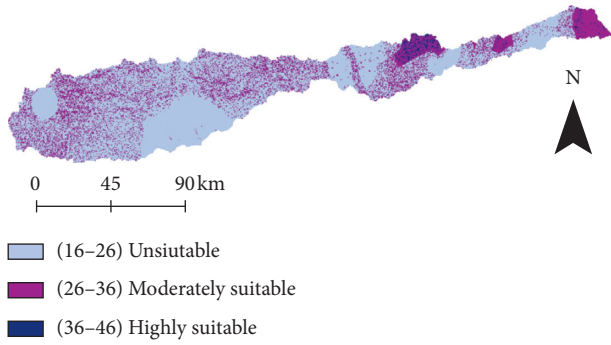 N
0 45 90 km
(16–26) Unsiutable
(26–36) Moderately suitable
(36–46) Highly suitable